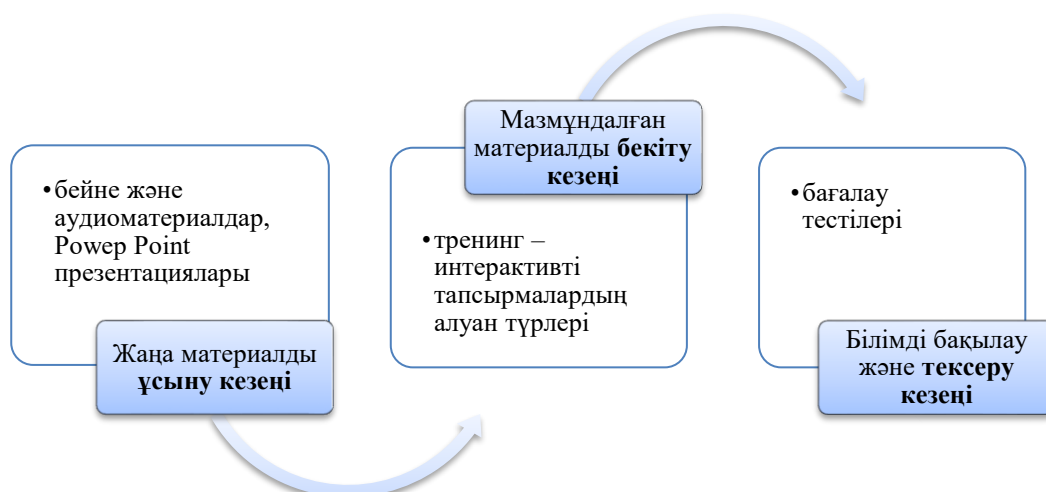 •бейне және
аудиоматериалдар,
Powep Point
презентациялары
Жаңа материалды
ұсыну кезеңі
Мазмұндалған
материалды бекіту
кезеңі
•тренинг –
интерактивті
тапсырмалардың
алуан түрлері
•бағалау
тестілері
Білімді бақылау
және тексеру
кезеңі